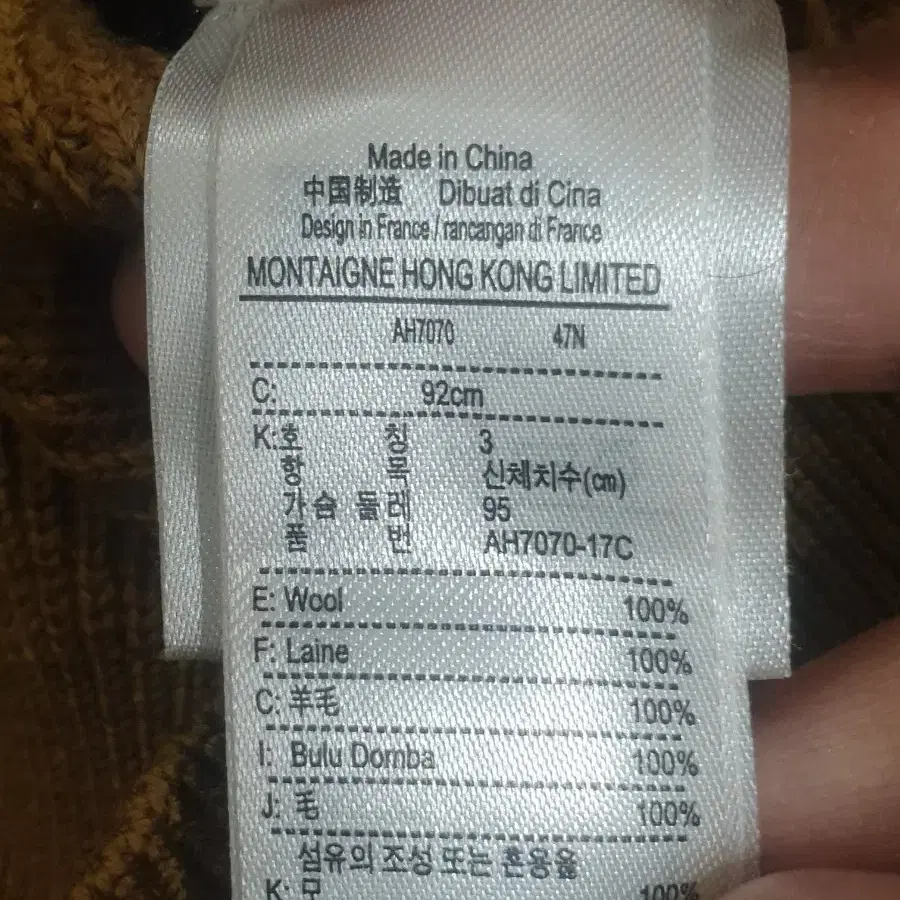 Made in China
中国制造 Dibuat di Cina
Design in France / rancangan di France
MONTAIGNE HONG KONG LIMITED
AH7070 47N
C: 92cm
K:호 칭 3
항 목 신체치수(cm)
가슴 둘레 95
품 번 AH7070-17C
E: Wool 100%
F: Laine 100%
C: 羊毛 100%
I: Bulu Domba 100%
J: 毛 100%
섬유의 조성 또는 혼용율
K: 모 100%